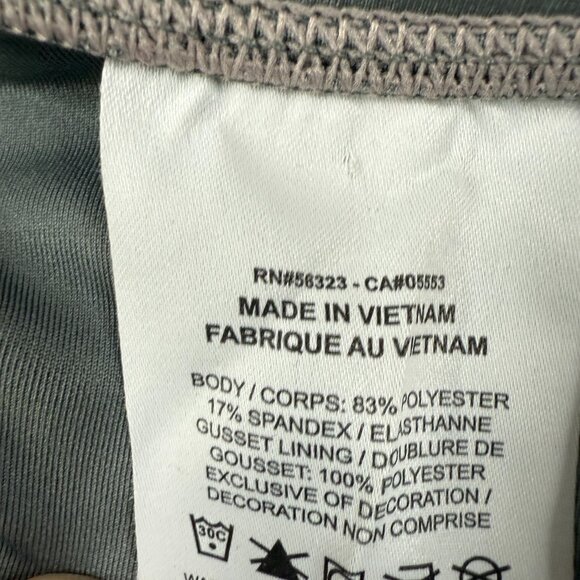 RN#56323 - CA#05553
MADE IN VIETNAM
FABRIQUE AU VIETNAM
BODY / CORPS: 83% POLYESTER
17% SPANDEX / ELASTHANNE
GUSSET LINING / DOUBLURE DE
GOUSSET: 100% POLYESTER
EXCLUSIVE OF DECORATION /
DECORATION NON COMPRISE
30C